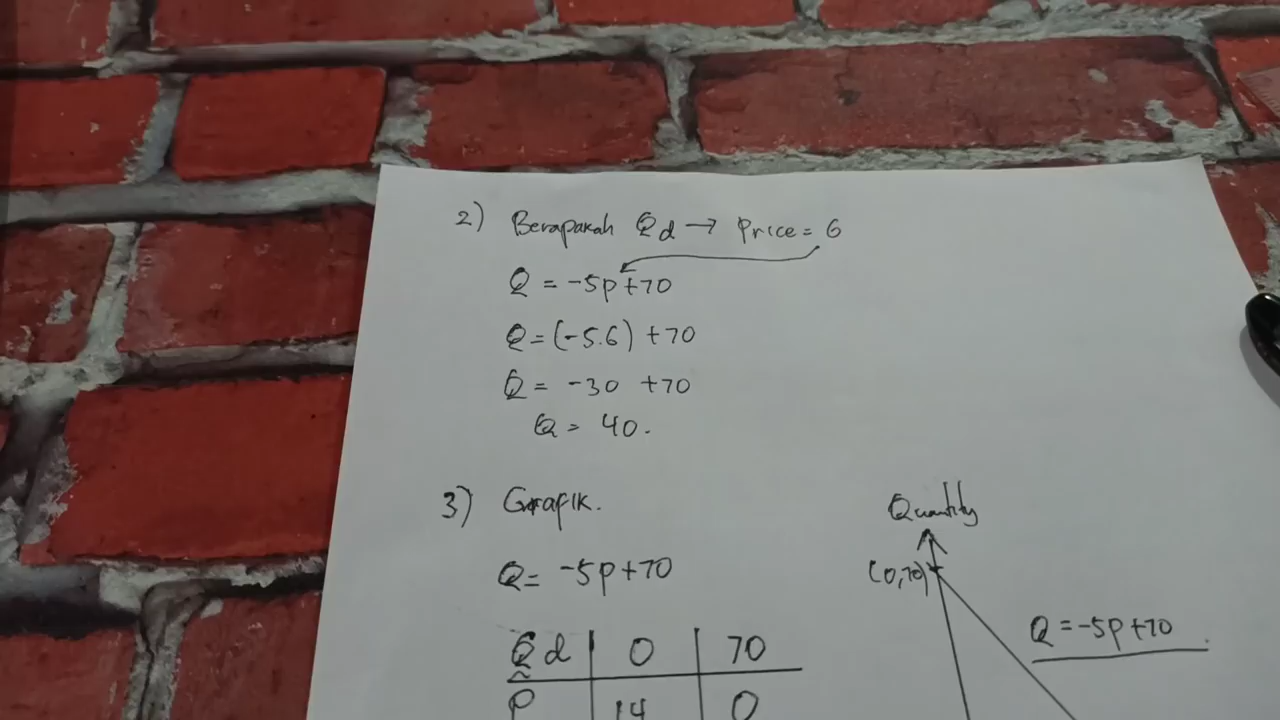 2) Berapakah Qd → Price = 6
Q = -5p+70
Q = (-5.6) + 70
Q = -30 +70
Q = 40.
3) Grafik.
Q = -5p+70
Qd | 0 | 70
P | 14 | 0
Quantity
(0,70)
Q = -5p+70